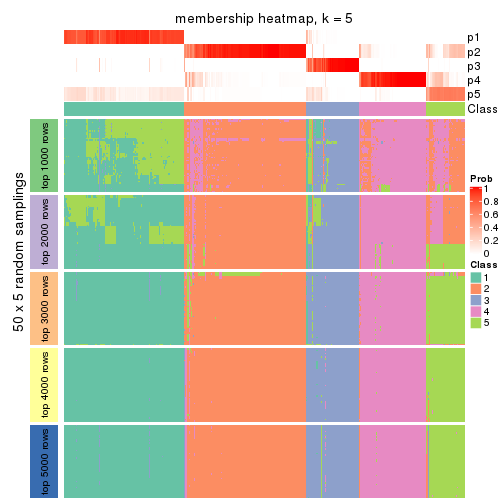 membership heatmap, k = 5
p1
p2
p3
p4
p5
Class
50 x 5 random samplings
top 1000 rows
top 2000 rows
top 3000 rows
top 4000 rows
top 5000 rows
Prob
1
0.8
0.6
0.4
0.2
0
Class
1
2
3
4
5